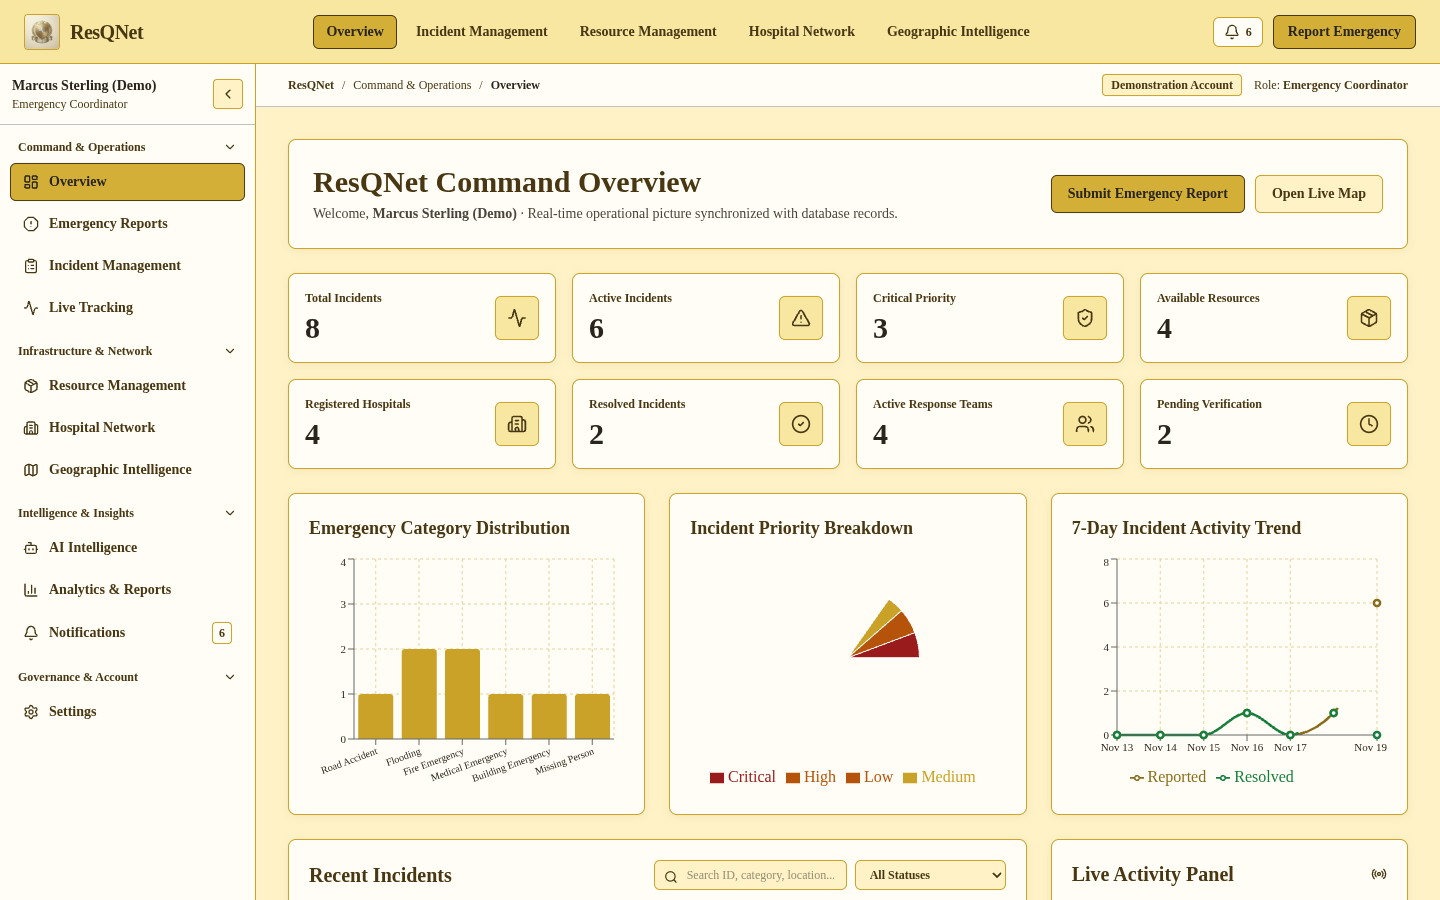 ResQNet
Overview
Incident Management
Resource Management
Hospital Network
Geographic Intelligence
6
Report Emergency
Marcus Sterling (Demo)
Emergency Coordinator
ResQNet / Command & Operations / Overview
Demonstration Account
Role: Emergency Coordinator
Command & Operations
Overview
Emergency Reports
Incident Management
Live Tracking
Infrastructure & Network
Resource Management
Hospital Network
Geographic Intelligence
Intelligence & Insights
AI Intelligence
Analytics & Reports
Notifications
6
Governance & Account
Settings
ResQNet Command Overview
Welcome, Marcus Sterling (Demo) · Real-time operational picture synchronized with database records.
Submit Emergency Report
Open Live Map
Total Incidents
8
Active Incidents
6
Critical Priority
3
Available Resources
4
Registered Hospitals
4
Resolved Incidents
2
Active Response Teams
4
Pending Verification
2
Emergency Category Distribution
4
3
2
1
0
Road Accident
Flooding
Fire Emergency
Medical Emergency
Building Emergency
Missing Person
Incident Priority Breakdown
Critical
High
Low
Medium
7-Day Incident Activity Trend
8
6
4
2
0
Nov 13
Nov 14
Nov 15
Nov 16
Nov 17
Nov 19
Reported
Resolved
Recent Incidents
Search ID, category, location...
All Statuses
Live Activity Panel